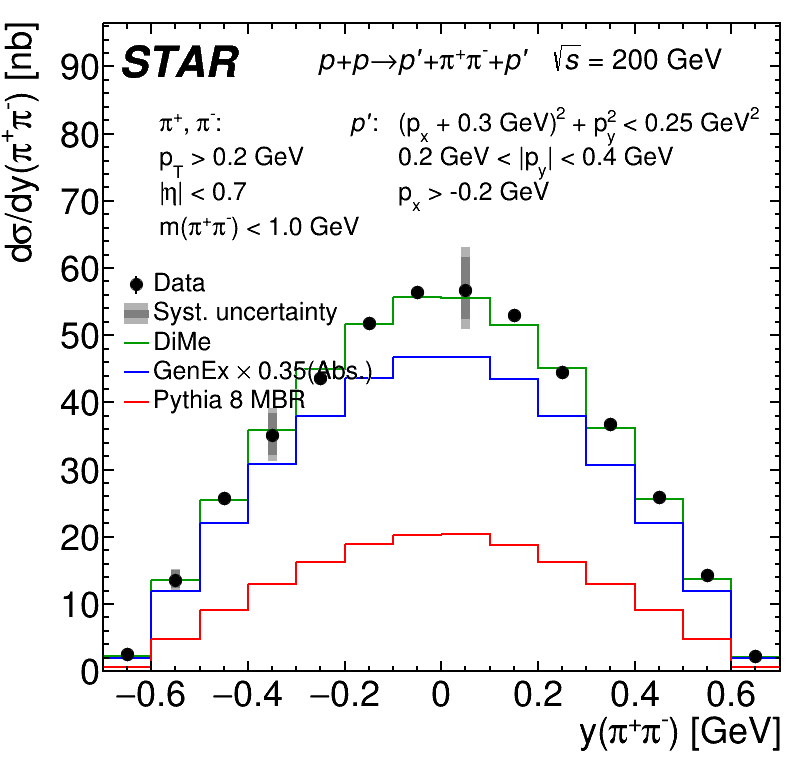 dσ/dy(π⁺π⁻) [nb]
STAR p+p→p′+π⁺π⁻+p′ √s = 200 GeV
π⁺, π⁻: p′: (pₓ + 0.3 GeV)² + p_y² < 0.25 GeV²
p_T > 0.2 GeV 0.2 GeV < |p_y| < 0.4 GeV
|η| < 0.7 pₓ > -0.2 GeV
m(π⁺π⁻) < 1.0 GeV
Data
Syst. uncertainty
DiMe
GenEx × 0.35(Abs.)
Pythia 8 MBR
90
80
70
60
50
40
30
20
10
0
−0.6 −0.4 −0.2 0 0.2 0.4 0.6
y(π⁺π⁻) [GeV]